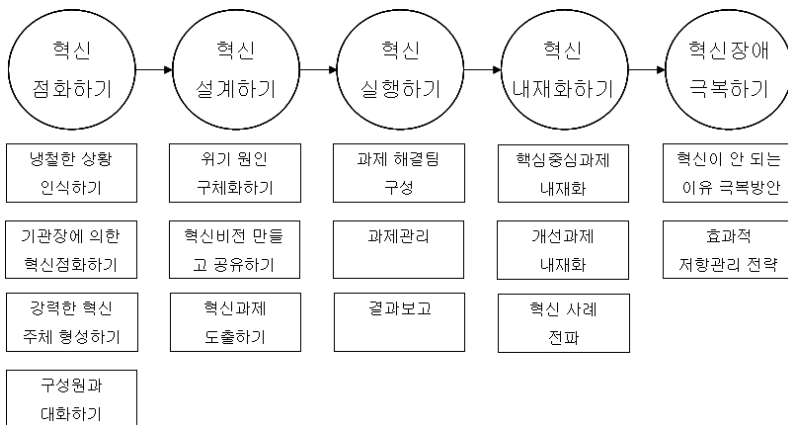 혁신
점화하기
혁신
설계하기
혁신
실행하기
혁신
내재화하기
혁신장애
극복하기
냉철한 상황
인식하기
기관장에 의한
혁신점화하기
강력한 혁신
주체 형성하기
구성원과
대화하기
위기 원인
구체화하기
혁신비전 만들
고 공유하기
혁신과제
도출하기
과제 해결팀
구성
과제관리
결과보고
핵심중심과제
내재화
개선과제
내재화
혁신 사례
전파
혁신이 안 되는
이유 극복방안
효과적
저항관리 전략